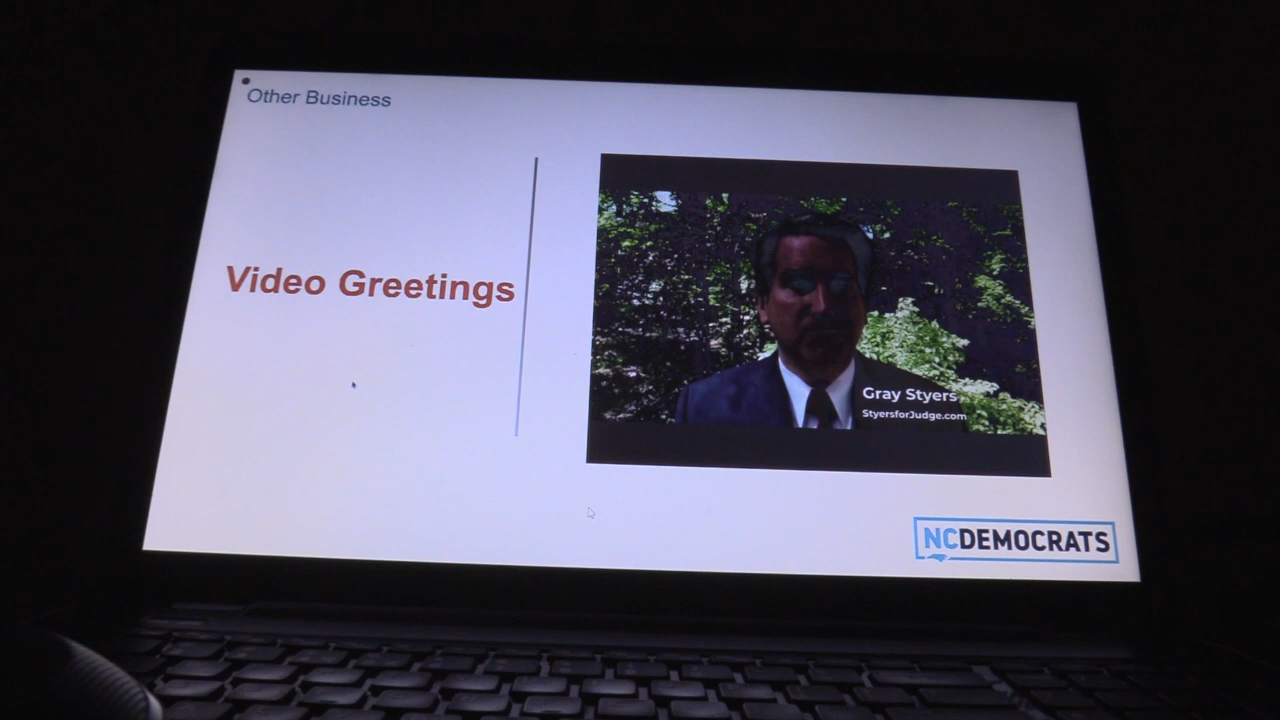 Other Business
Video Greetings
Gray Styers
StyersforJudge.com
NCDEMOCRATS